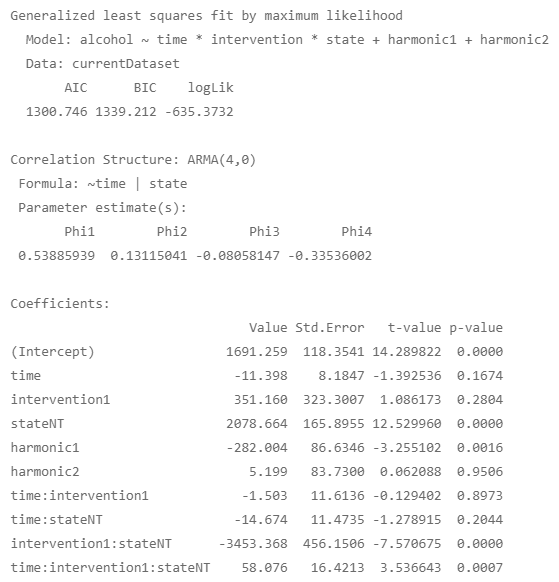 Generalized least squares fit by maximum likelihood
Model: alcohol ~ time * intervention * state + harmonic1 + harmonic2
Data: currentDataset
AIC BIC logLik
1300.746 1339.212 -635.3732
Correlation Structure: ARMA(4,0)
Formula: ~time | state
Parameter estimate(s):
Phi1 Phi2 Phi3 Phi4
0.53885939 0.13115041 -0.08058147 -0.33536002
Coefficients:
Value Std.Error t-value p-value
(Intercept) 1691.259 118.3541 14.289822 0.0000
time -11.398 8.1847 -1.392536 0.1674
intervention1 351.160 323.3007 1.086173 0.2804
stateNT 2078.664 165.8955 12.529960 0.0000
harmonic1 -282.004 86.6346 -3.255102 0.0016
harmonic2 5.199 83.7300 0.062088 0.9506
time:intervention1 -1.503 11.6136 -0.129402 0.8973
time:stateNT -14.674 11.4735 -1.278915 0.2044
intervention1:stateNT -3453.368 456.1506 -7.570675 0.0000
time:intervention1:stateNT 58.076 16.4213 3.536643 0.0007